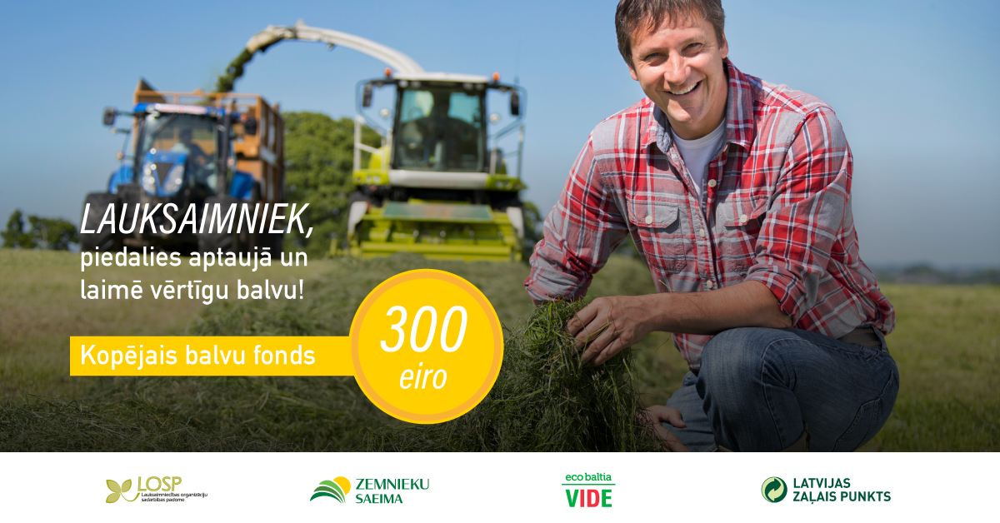 LAUKSAIMNIEK,
piedalies aptaujā un
laimē vērtīgu balvu!
Kopējais balvu fonds
300
eiro
LOSP
Lauksaimniecības organizāciju
sadarbības padome
ZEMNIEKU
SAEIMA
eco baltia
VIDE
LATVIJAS
ZAĻAIS PUNKTS